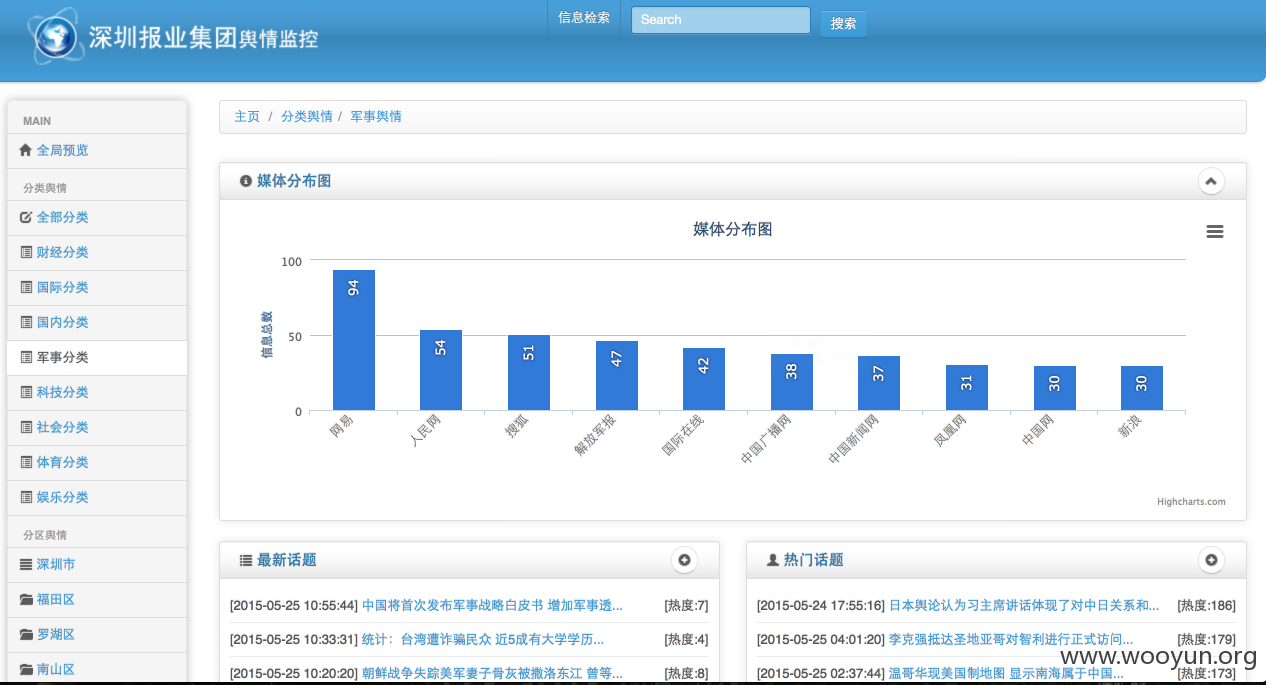 深圳报业集团舆情监控
信息检索
Search
搜索
MAIN
全局预览
分类舆情
全部分类
财经分类
国际分类
国内分类
军事分类
科技分类
社会分类
体育分类
娱乐分类
分区舆情
深圳市
福田区
罗湖区
南山区
主页 / 分类舆情 / 军事舆情
媒体分布图
媒体分布图
信息总数
100
50
0
94
54
51
47
42
38
37
31
30
30
网易
人民网
搜狐
解放军报
国际在线
中国广播网
中国新闻网
凤凰网
中国网
新浪
Highcharts.com
最新话题
[2015-05-25 10:55:44] 中国将首次发布军事战略白皮书 增加军事透... [热度:7]
[2015-05-25 10:33:31] 统计：台湾遭诈骗民众 近5成有大学学历... [热度:4]
[2015-05-25 10:20:20] 朝鲜战争失踪美军妻子骨灰被撒洛东江 曾等... [热度:8]
热门话题
[2015-05-24 17:55:16] 日本舆论认为习主席讲话体现了对中日关系和... [热度:186]
[2015-05-25 04:01:20] 李克强抵达圣地亚哥对智利进行正式访问... [热度:179]
[2015-05-25 02:37:44] 温哥华现美国制地图 显示南海属于中国... [热度:173]
www.wooyun.org